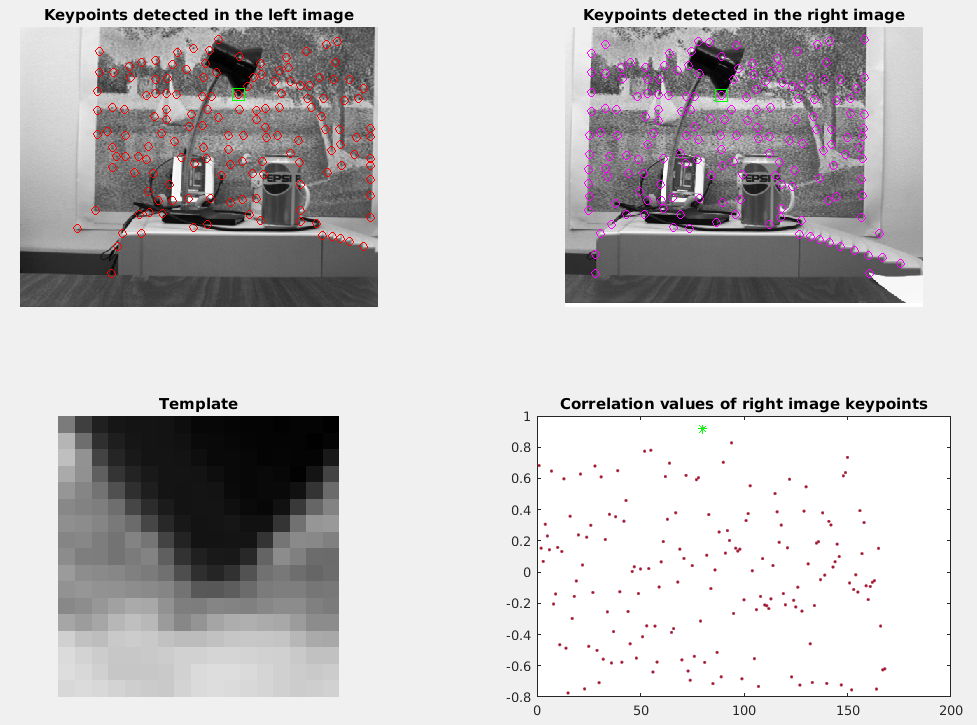 Keypoints detected in the left image
Keypoints detected in the right image
PEPSI
EPSI
Template
Correlation values of right image keypoints
1
0.8
0.6
0.4
0.2
0
-0.2
-0.4
-0.6
-0.8
0
50
100
150
200